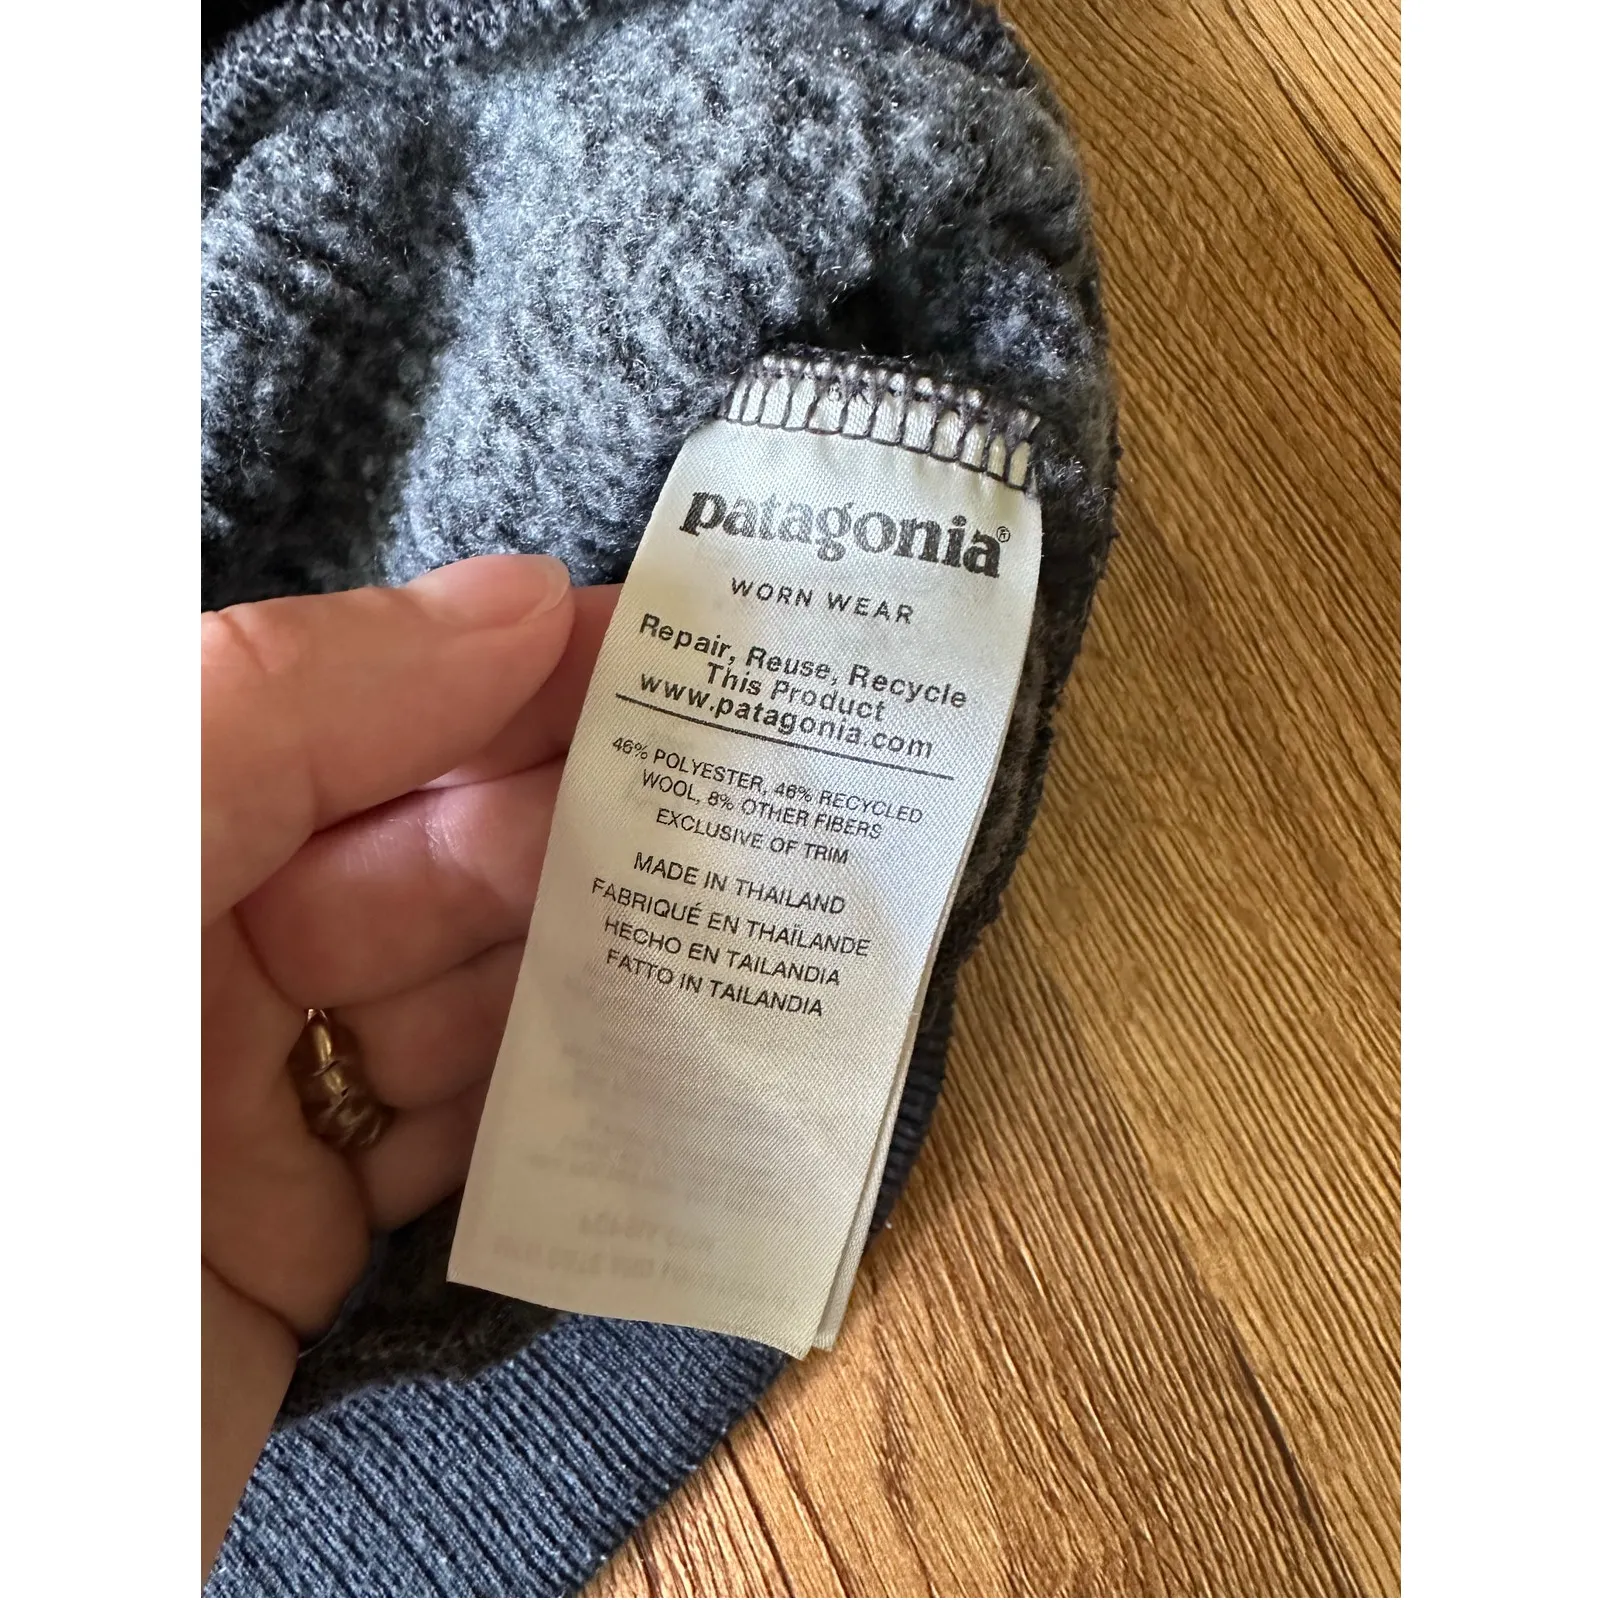 patagonia®
WORN WEAR
Repair, Reuse, Recycle
This Product
www.patagonia.com
46% POLYESTER, 46% RECYCLED
WOOL, 8% OTHER FIBERS
EXCLUSIVE OF TRIM
MADE IN THAILAND
FABRIQUÉ EN THAÏLANDE
HECHO EN TAILANDIA
FATTO IN TAILANDIA